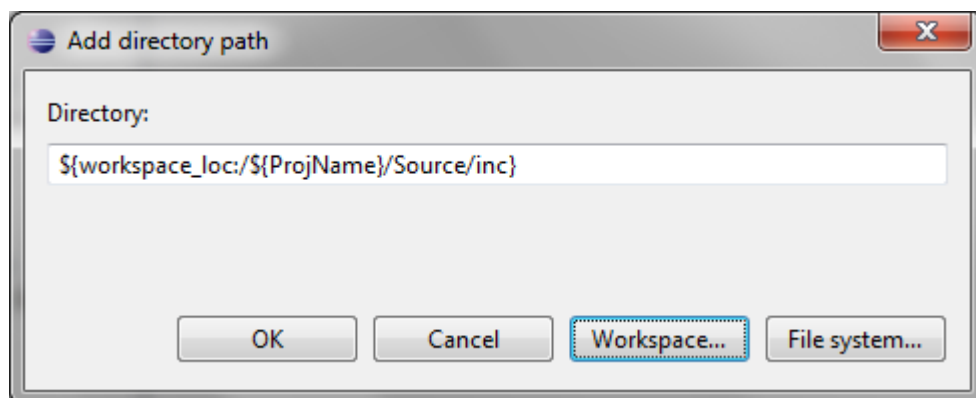 Add directory path
Directory:
${workspace_loc:/${ProjName}/Source/inc}
OK Cancel Workspace... File system...